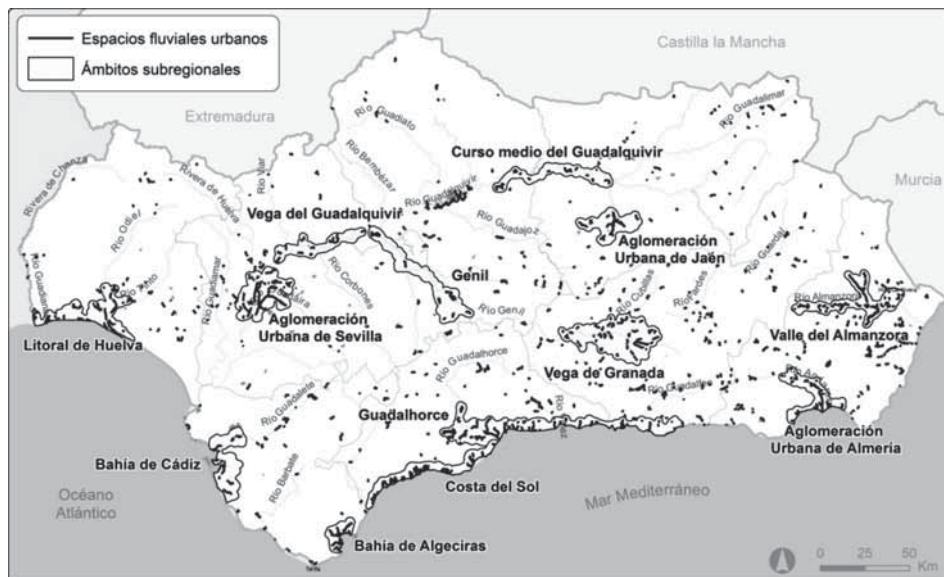 Espacios fluviales urbanos
Ámbitos subregionales
Castilla la Mancha
Extremadura
Murcia
Río Guadiato
Río Guadalimar
Curso medio del Guadalquivir
Río Bembézar
Río Viar
Rivera de Huelva
Rivera de Chanza
Río Guadalquivir
Vega del Guadalquivir
Río Odiel
Río Guadajoz
Aglomeración
Urbana de Jaén
Río Guardal
Río Guadiana
Río Tinto
Río Guadiamar
Río Corbones
Genil
Río Genil
Río Cubillas
Río Fardes
Río Almanzora
Litoral de Huelva
Aglomeración
Urbana de Sevilla
Valle del Almanzora
Río Guadalhorce
Vega de Granada
Río Guadalete
Guadalhorce
Río Guadalfeo
Río Andarax
Bahía de Cádiz
Río Barbate
Aglomeración
Urbana de Almería
Costa del Sol
Océano
Atlántico
Mar Mediterráneo
Bahía de Algeciras
0 25 50
Km